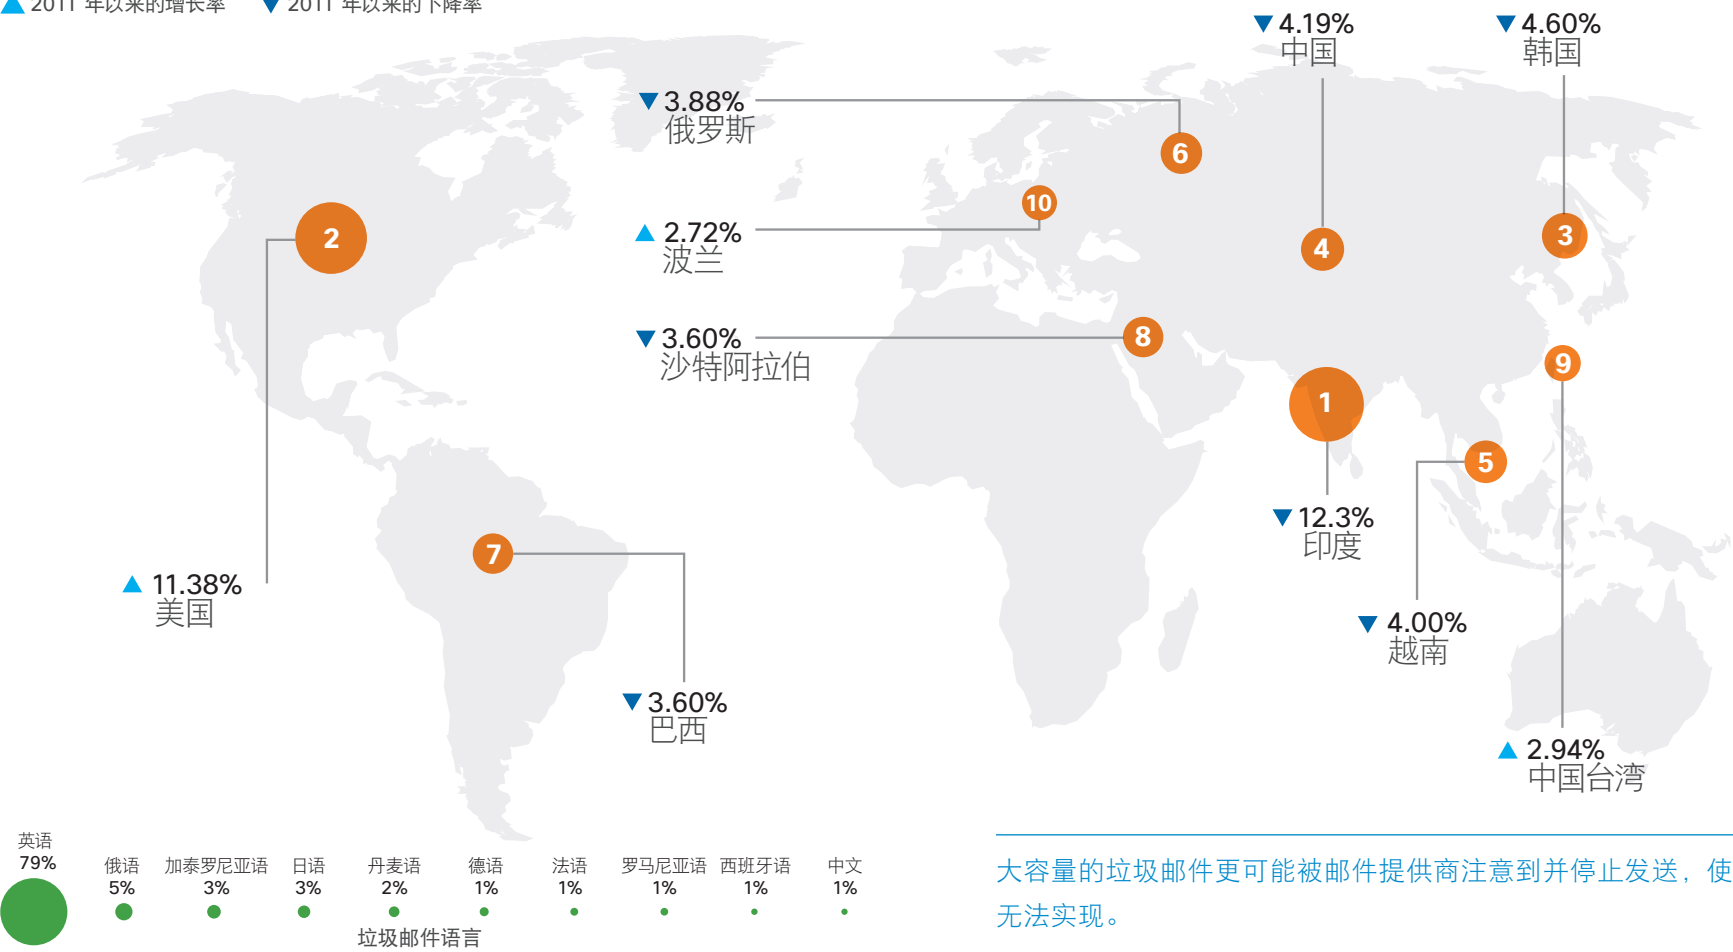 2011 年以来的增长率 2011 年以来的下降率
4.19%
中国
4.60%
韩国
3.88%
俄罗斯
6
10
2.72%
波兰
2
3
4
3.60%
沙特阿拉伯
8
9
1
5
12.3%
印度
7
11.38%
美国
4.00%
越南
3.60%
巴西
2.94%
中国台湾
英语
79%
俄语
5%
加泰罗尼亚语
3%
日语
3%
丹麦语
2%
德语
1%
法语
1%
罗马尼亚语
1%
西班牙语
1%
中文
1%
垃圾邮件语言
大容量的垃圾邮件更可能被邮件提供商注意到并停止发送，使
无法实现。